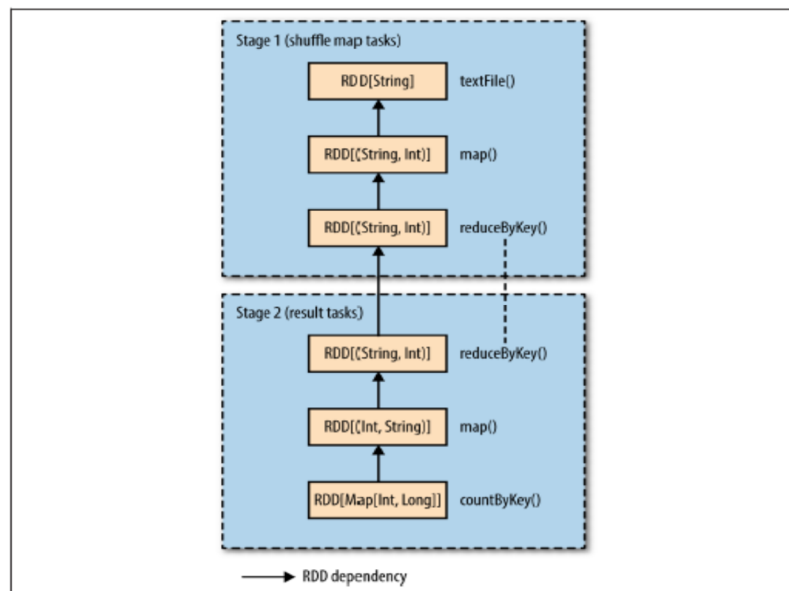 Stage 1 (shuffle map tasks)
RDD[String] textFile()
RDD[(String, Int)] map()
RDD[(String, Int)] reduceByKey()
Stage 2 (result tasks)
RDD[(String, Int)] reduceByKey()
RDD[(Int, String)] map()
RDD[Map[Int, Long]] countByKey()
RDD dependency